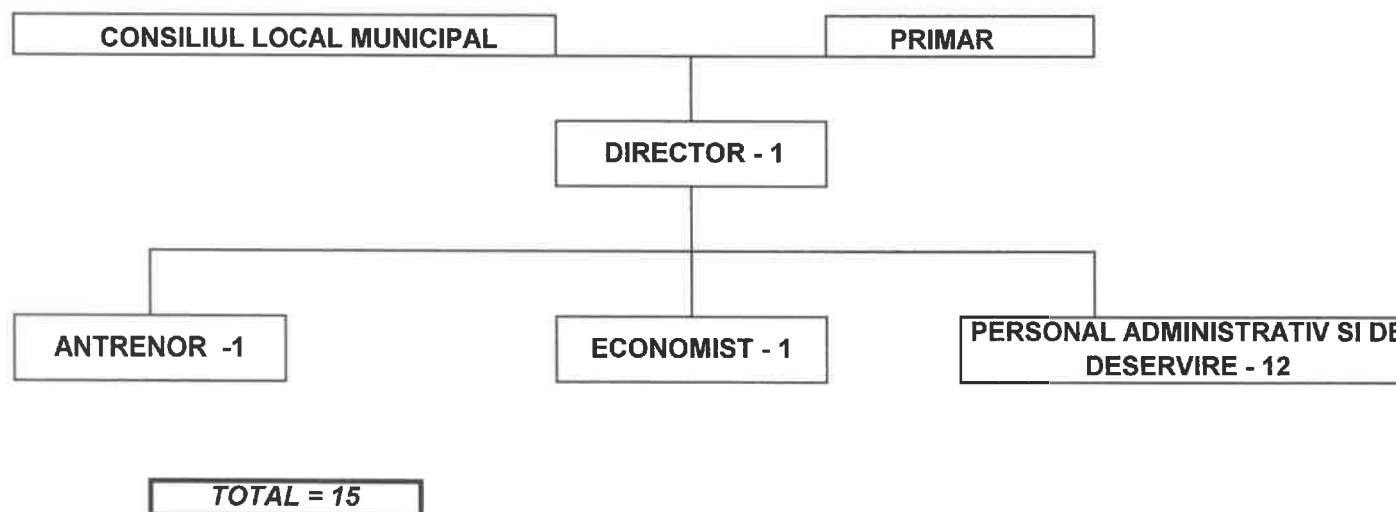 CONSILIUL LOCAL MUNICIPAL
PRIMAR
DIRECTOR - 1
ANTRENOR -1
ECONOMIST - 1
PERSONAL ADMINISTRATIV SI DE
DESERVIRE - 12
TOTAL = 15